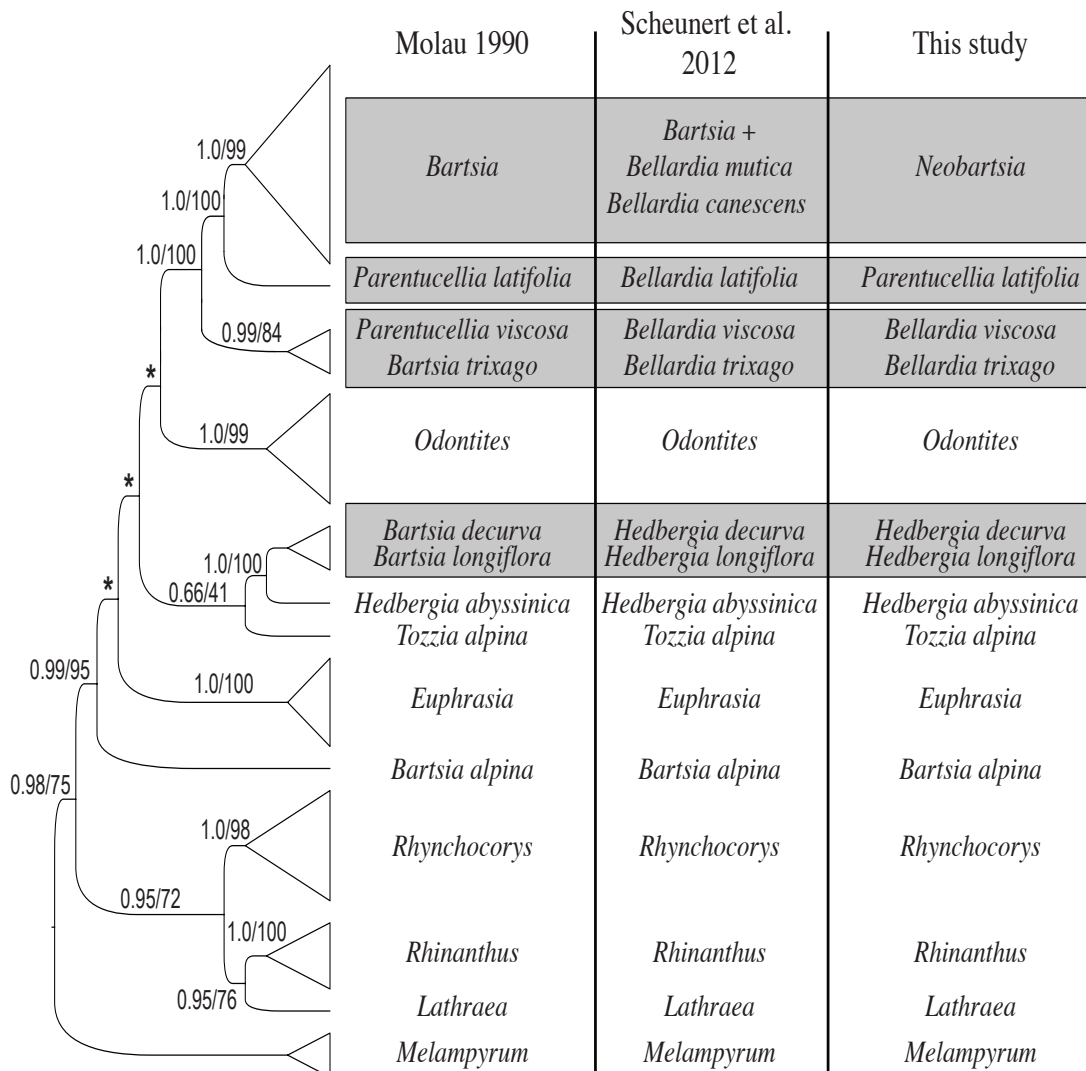 Molau 1990
Scheunert et al.
2012
This study
1.0/99
Bartsia
Bartsia +
Bellardia mutica
Bellardia canescens
Neobartsia
1.0/100
1.0/100
Parentucellia latifolia
Bellardia latifolia
Parentucellia latifolia
0.99/84
Parentucellia viscosa
Bartsia trixago
Bellardia viscosa
Bellardia trixago
Bellardia viscosa
Bellardia trixago
*
1.0/99
Odontites
Odontites
Odontites
*
Bartsia decurva
Bartsia longiflora
Hedbergia decurva
Hedbergia longiflora
Hedbergia decurva
Hedbergia longiflora
1.0/100
*
0.66/41
Hedbergia abyssinica
Hedbergia abyssinica
Hedbergia abyssinica
Tozzia alpina
Tozzia alpina
Tozzia alpina
0.99/95
1.0/100
Euphrasia
Euphrasia
Euphrasia
Bartsia alpina
Bartsia alpina
Bartsia alpina
0.98/75
1.0/98
Rhynchocorys
Rhynchocorys
Rhynchocorys
0.95/72
1.0/100
Rhinanthus
Rhinanthus
Rhinanthus
0.95/76
Lathraea
Lathraea
Lathraea
Melampyrum
Melampyrum
Melampyrum